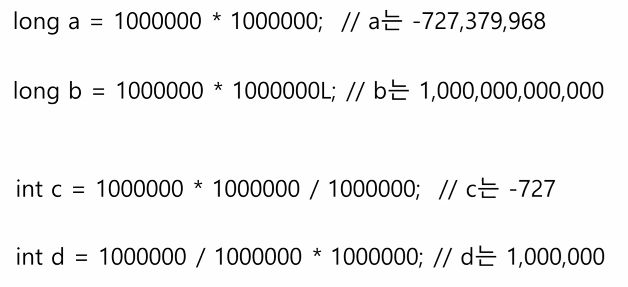 long a = 1000000 * 1000000;  // a는 -727,379,968
long b = 1000000 * 1000000L; // b는 1,000,000,000,000
int c = 1000000 * 1000000 / 1000000;  // c는 -727
int d = 1000000 / 1000000 * 1000000; // d는 1,000,000